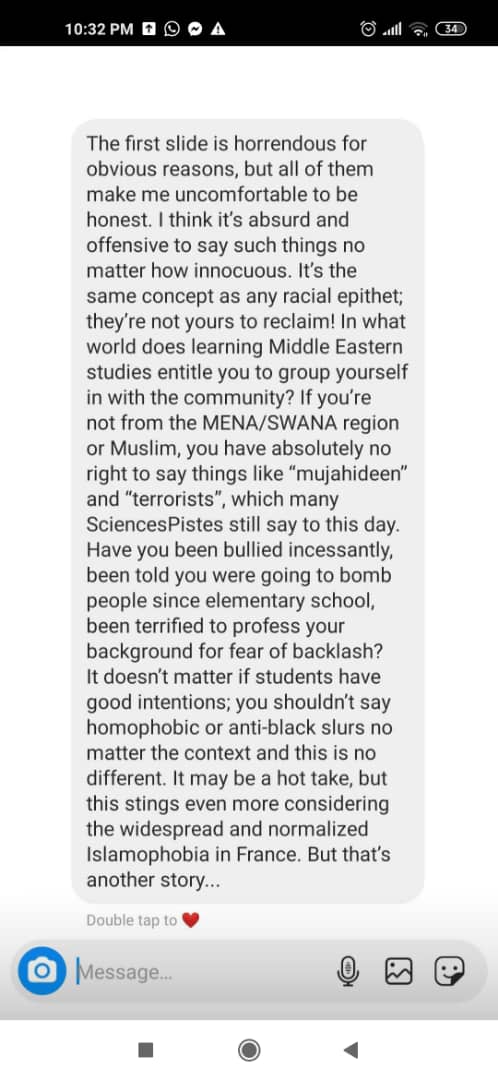 10:32 PM
34
The first slide is horrendous for
obvious reasons, but all of them
make me uncomfortable to be
honest. I think it's absurd and
offensive to say such things no
matter how innocuous. It's the
same concept as any racial epithet;
they're not yours to reclaim! In what
world does learning Middle Eastern
studies entitle you to group yourself
in with the community? If you're
not from the MENA/SWANA region
or Muslim, you have absolutely no
right to say things like “mujahideen”
and “terrorists”, which many
SciencesPistes still say to this day.
Have you been bullied incessantly,
been told you were going to bomb
people since elementary school,
been terrified to profess your
background for fear of backlash?
It doesn't matter if students have
good intentions; you shouldn't say
homophobic or anti-black slurs no
matter the context and this is no
different. It may be a hot take, but
this stings even more considering
the widespread and normalized
Islamophobia in France. But that's
another story...
Double tap to ❤️
Message...